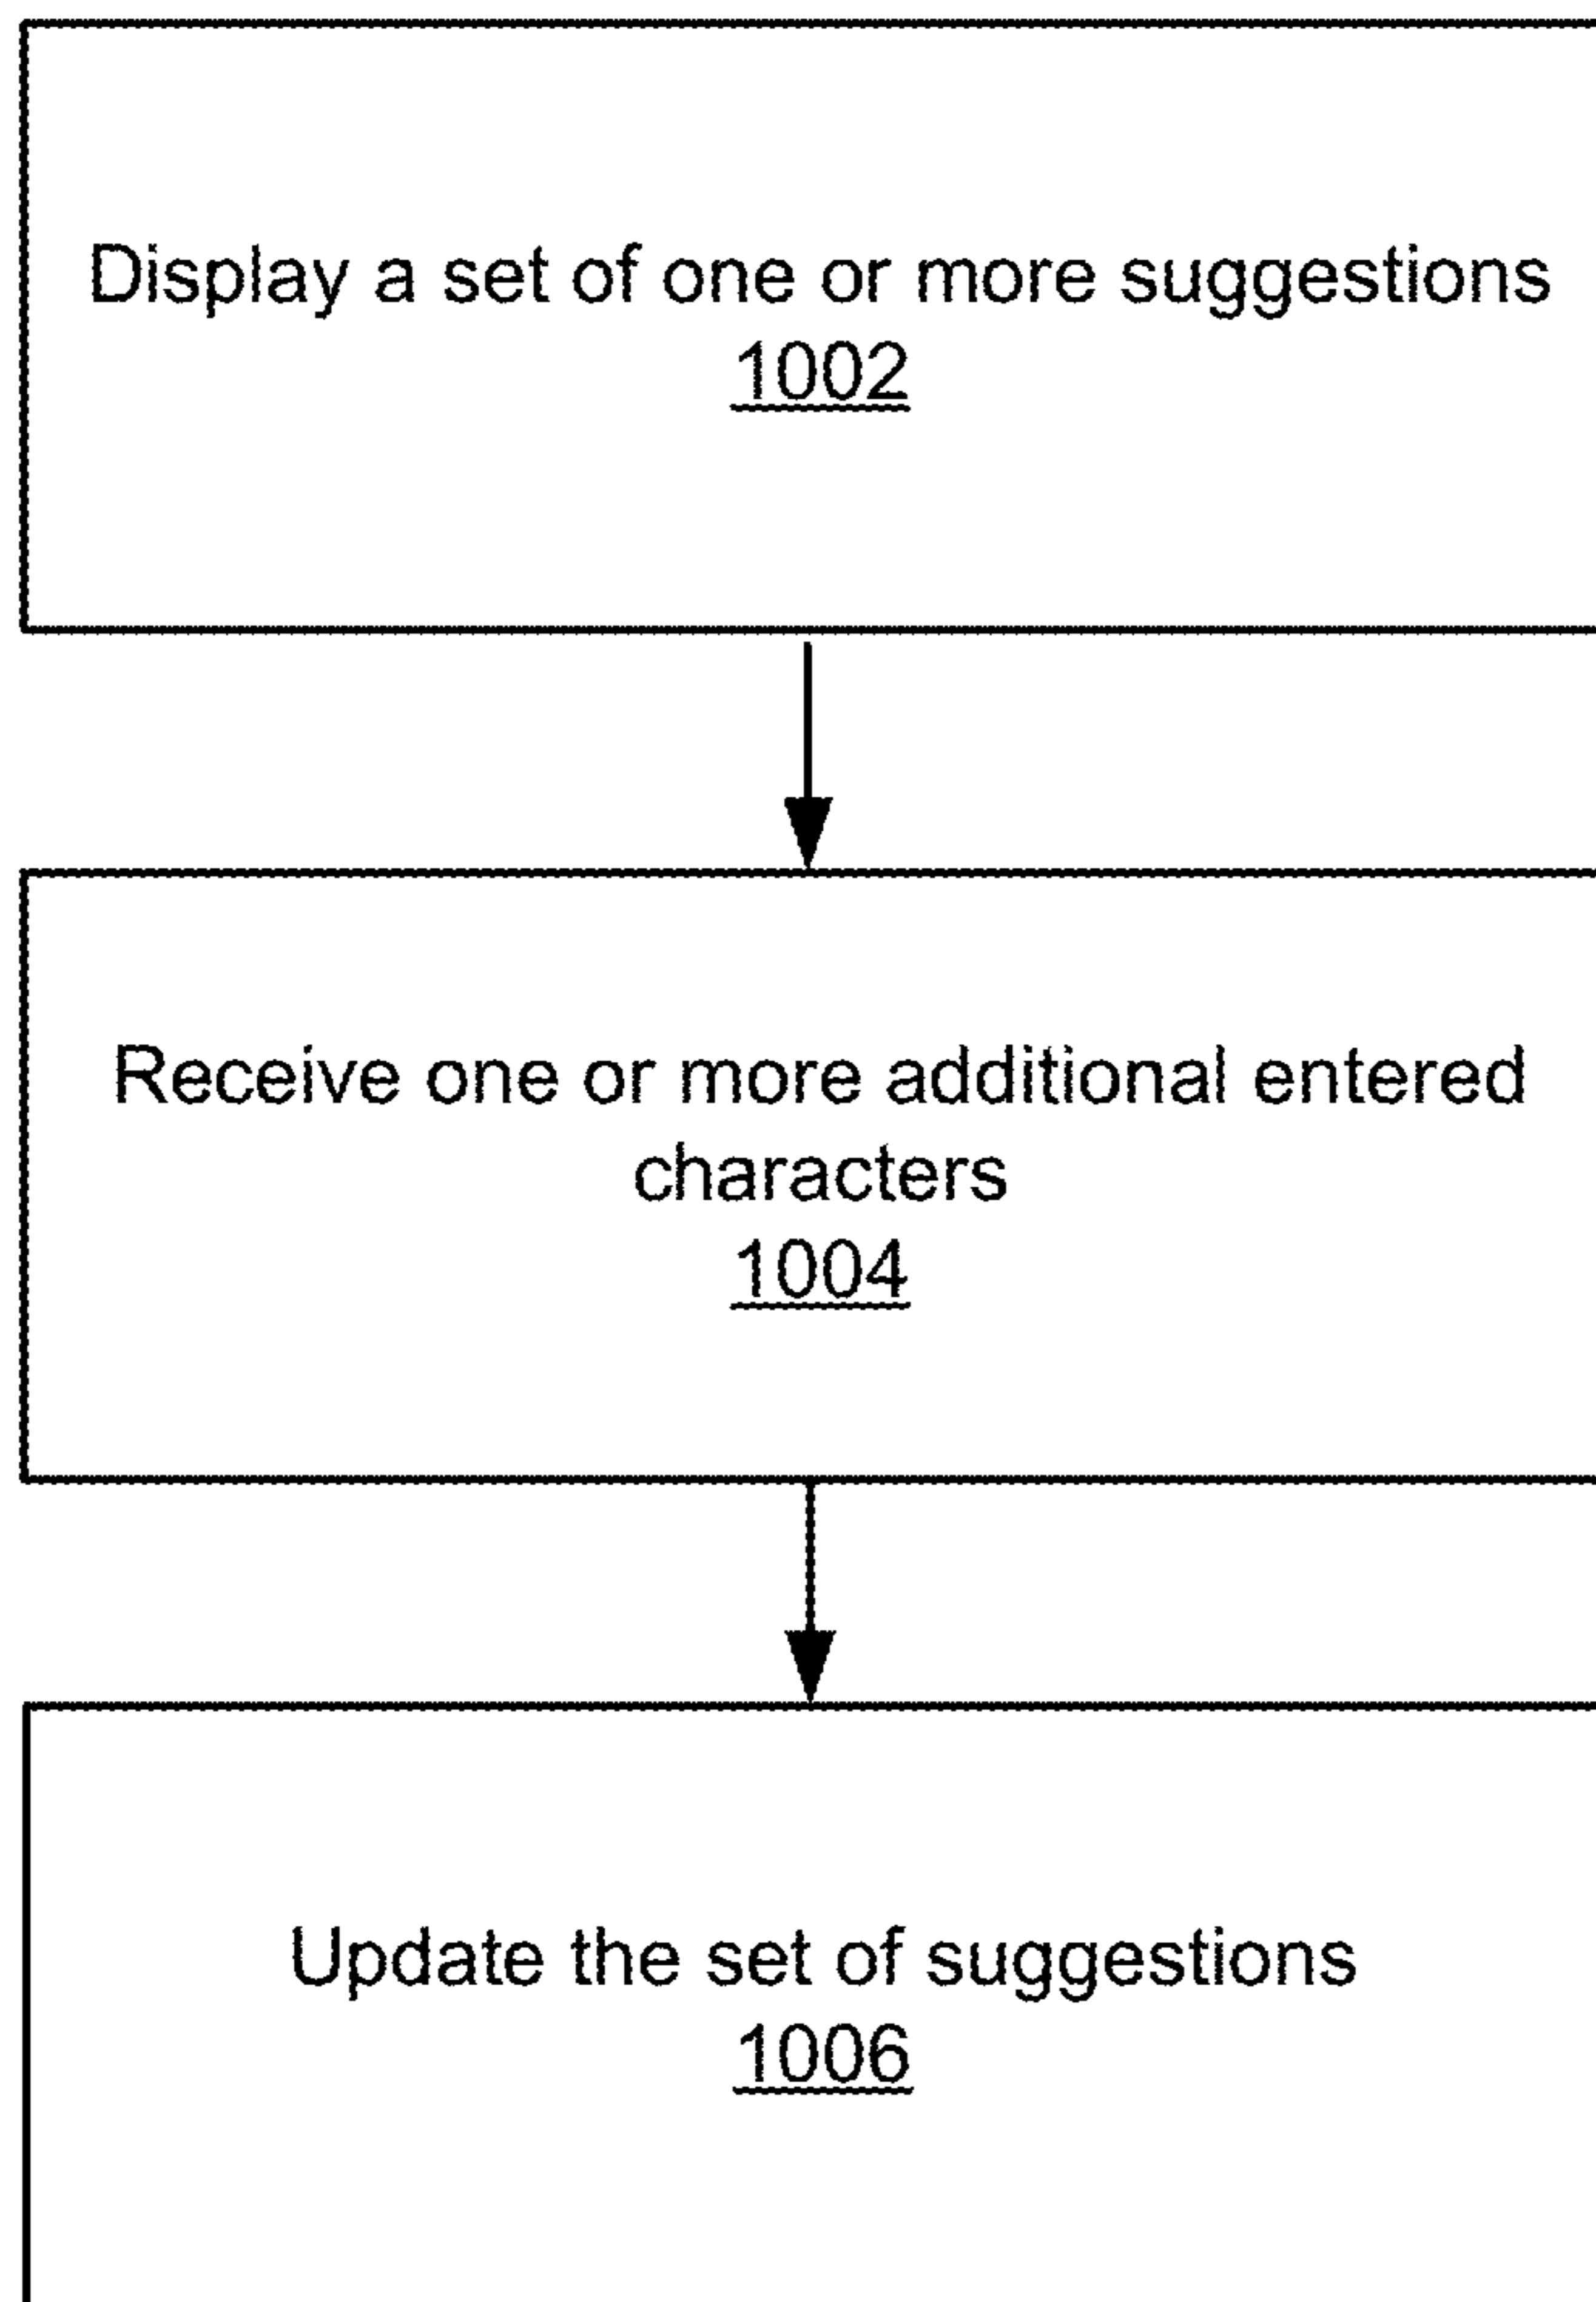 Display a set of one or more suggestions
1002
Receive one or more additional entered
characters
1004
Update the set of suggestions
1006